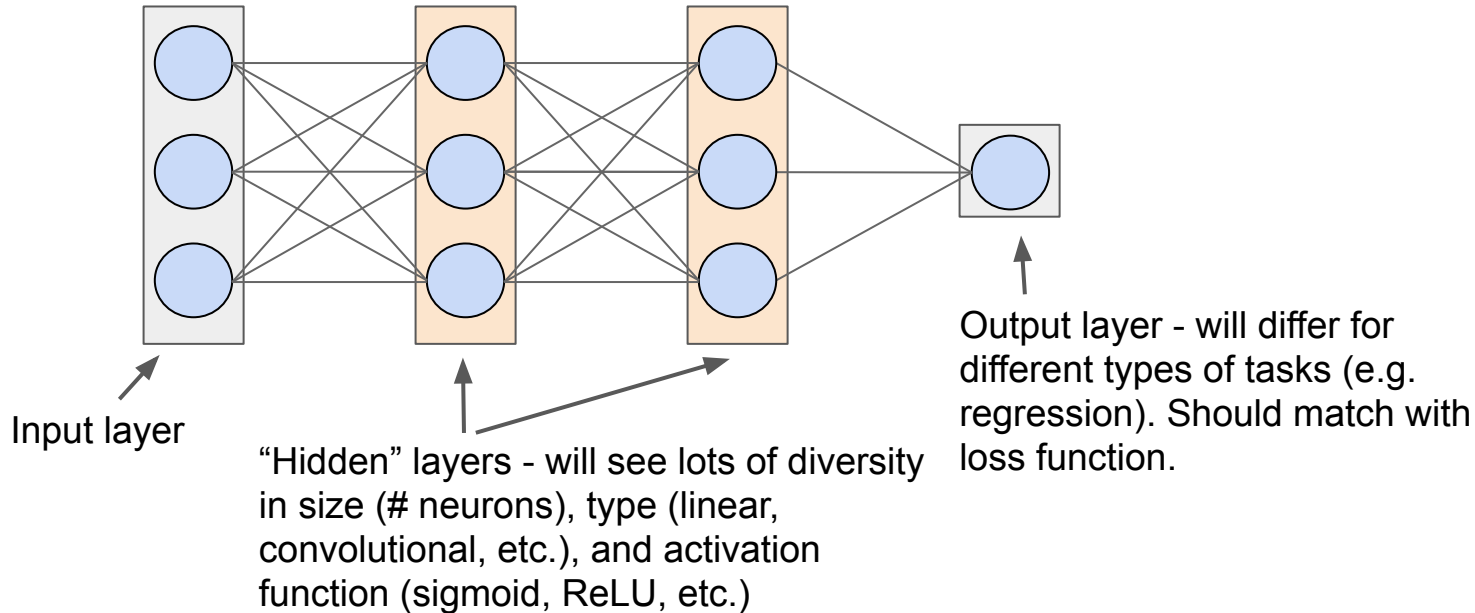 Input layer
“Hidden” layers - will see lots of diversity
in size (# neurons), type (linear,
convolutional, etc.), and activation
function (sigmoid, ReLU, etc.)
Output layer - will differ for
different types of tasks (e.g.
regression). Should match with
loss function.